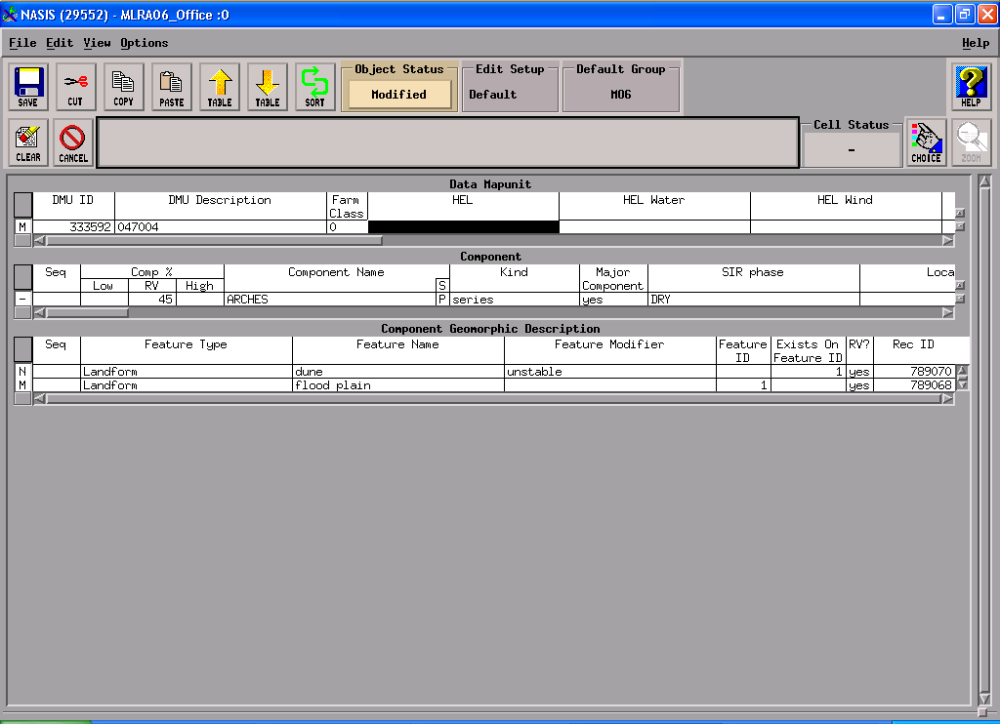 NASIS (29552) - MLRA06_Office :0
File Edit View Options Help
SAVE CUT COPY PASTE TABLE TABLE SORT
Object Status Edit Setup Default Group
Modified Default MO6
HELP
CLEAR CANCEL
Cell Status
-
CHOICE ZOOM
Data Mapunit
DMU ID DMU Description Farm Class HEL HEL Water HEL Wind
M 333592 047004 0
Component
Seq Comp % Component Name Kind Major Component SIR phase Loca
Low RV High S
- 45 ARCHES P series yes DRY
Component Geomorphic Description
Seq Feature Type Feature Name Feature Modifier Feature ID Exists On Feature ID RV? Rec ID
N Landform dune unstable 1 yes 789070
M Landform flood plain 1 yes 789068